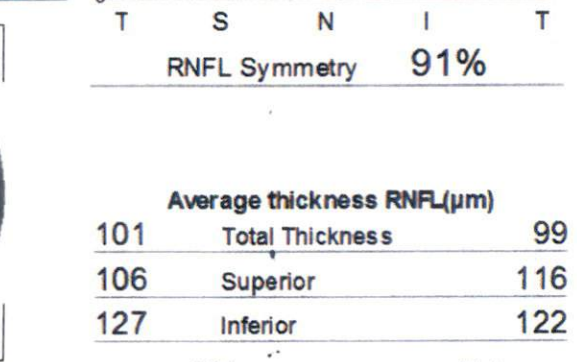 T S N I T
RNFL Symmetry 91%
Average thickness RNFL(µm)
101 Total Thickness 99
106 Superior 116
127 Inferior 122